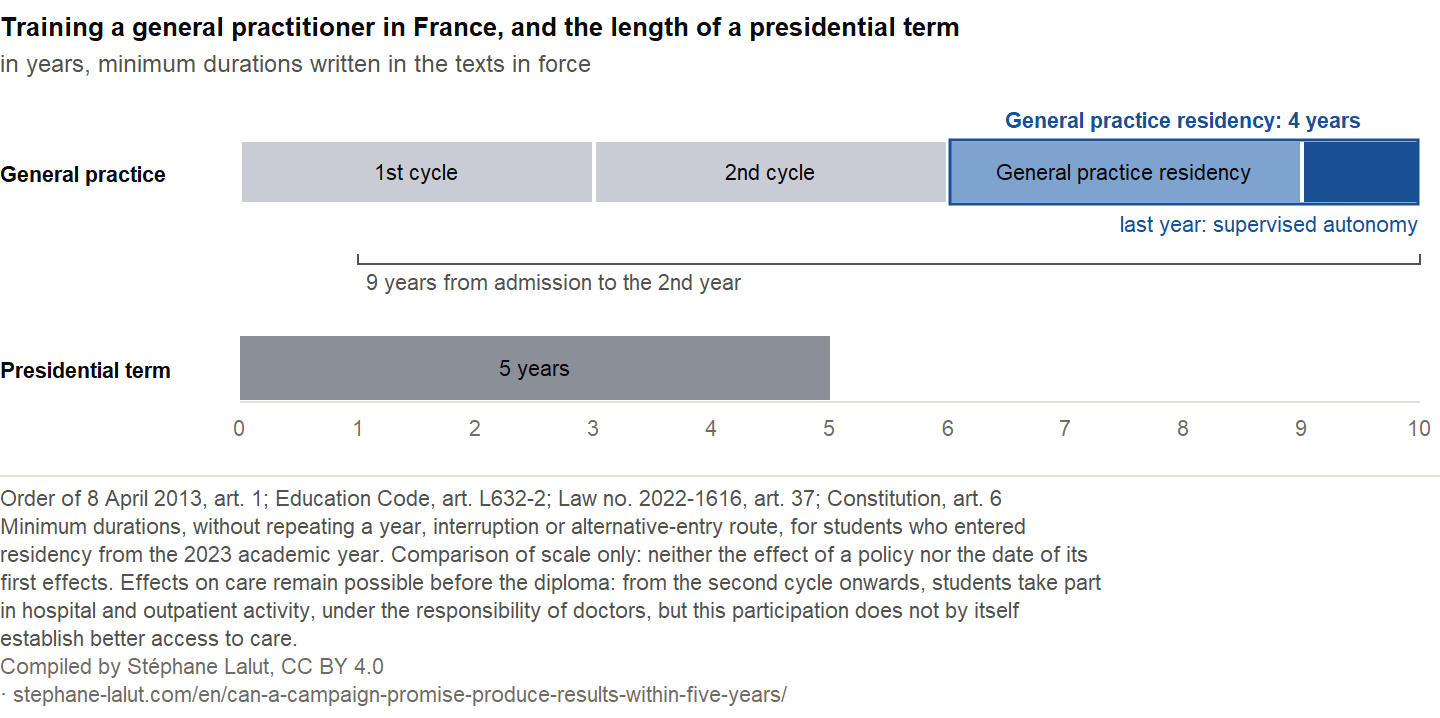 Training a general practitioner in France, and the length of a presidential term
in years, minimum durations written in the texts in force
General practice residency: 4 years
General practice
1st cycle
2nd cycle
General practice residency
last year: supervised autonomy
9 years from admission to the 2nd year
Presidential term
5 years
0 1 2 3 4 5 6 7 8 9 10
Order of 8 April 2013, art. 1; Education Code, art. L632-2; Law no. 2022-1616, art. 37; Constitution, art. 6
Minimum durations, without repeating a year, interruption or alternative-entry route, for students who entered
residency from the 2023 academic year. Comparison of scale only: neither the effect of a policy nor the date of its
first effects. Effects on care remain possible before the diploma: from the second cycle onwards, students take part
in hospital and outpatient activity, under the responsibility of doctors, but this participation does not by itself
establish better access to care.
Compiled by Stéphane Lalut, CC BY 4.0
· stephane-lalut.com/en/can-a-campaign-promise-produce-results-within-five-years/